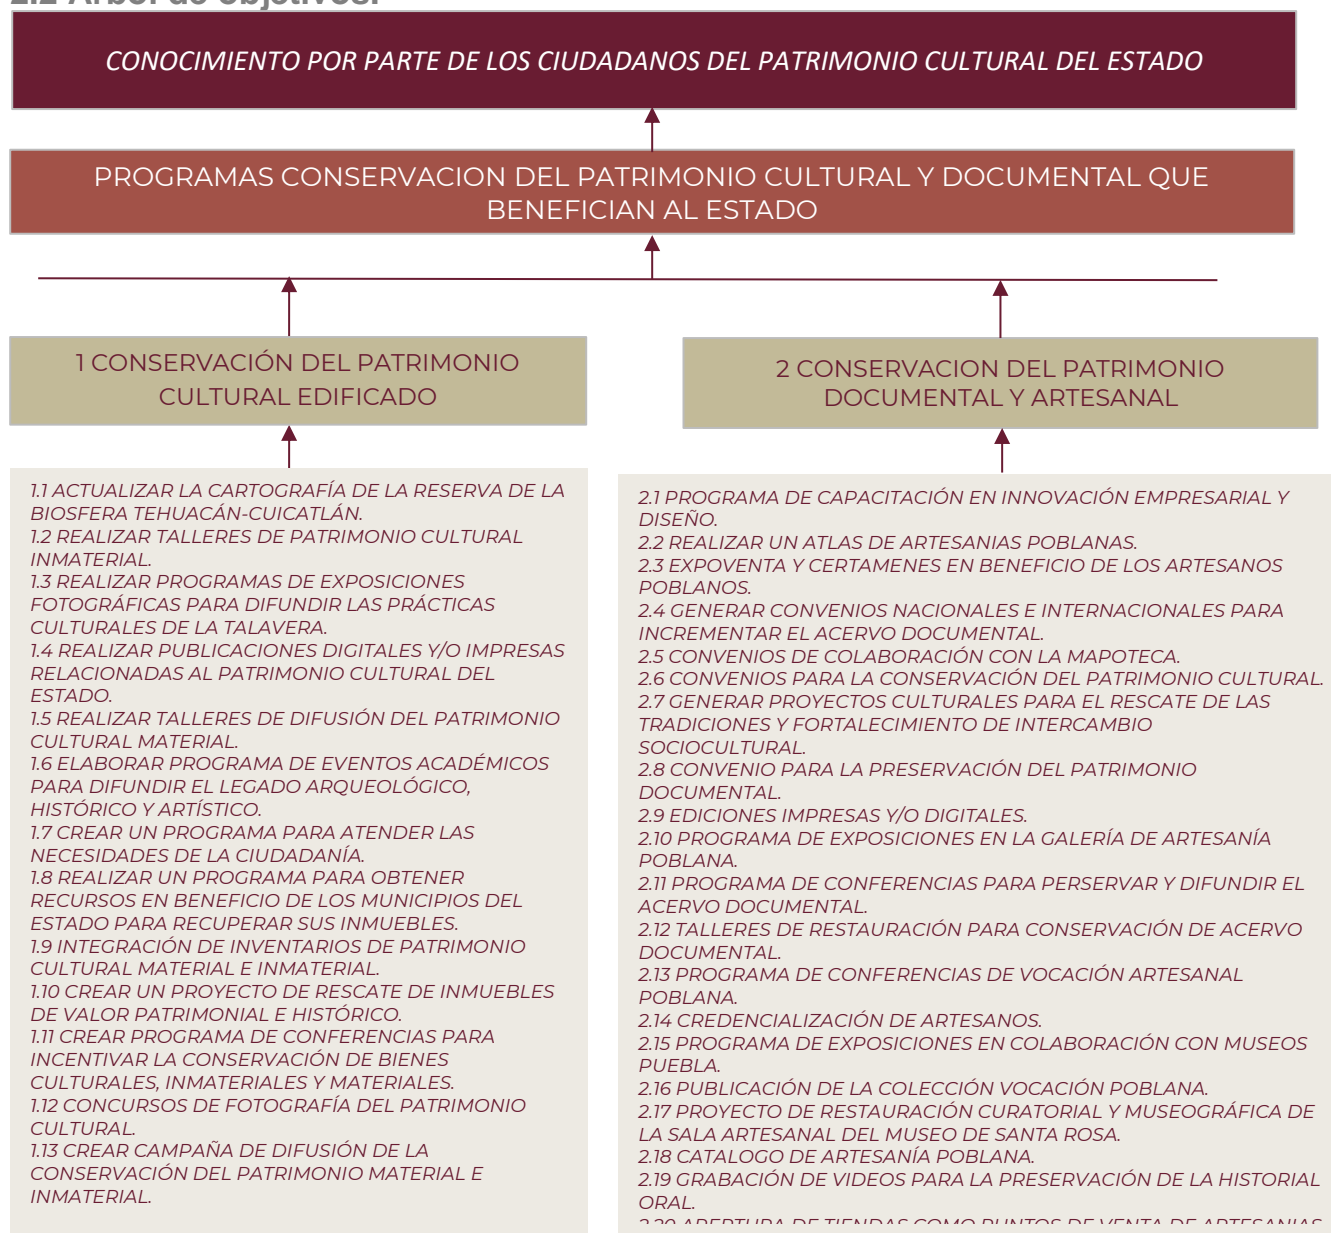 2.2 Árbol de objetivos.
CONOCIMIENTO POR PARTE DE LOS CIUDADANOS DEL PATRIMONIO CULTURAL DEL ESTADO
PROGRAMAS CONSERVACION DEL PATRIMONIO CULTURAL Y DOCUMENTAL QUE
BENEFICIAN AL ESTADO
1 CONSERVACIÓN DEL PATRIMONIO
CULTURAL EDIFICADO
1.1 ACTUALIZAR LA CARTOGRAFÍA DE LA RESERVA DE LA
BIOSFERA TEHUACÁN-CUICATLÁN.
1.2 REALIZAR TALLERES DE PATRIMONIO CULTURAL
INMATERIAL.
1.3 REALIZAR PROGRAMAS DE EXPOSICIONES
FOTOGRÁFICAS PARA DIFUNDIR LAS PRÁCTICAS
CULTURALES DE LA TALAVERA.
1.4 REALIZAR PUBLICACIONES DIGITALES Y/O IMPRESAS
RELACIONADAS AL PATRIMONIO CULTURAL DEL
ESTADO.
1.5 REALIZAR TALLERES DE DIFUSIÓN DEL PATRIMONIO
CULTURAL MATERIAL.
1.6 ELABORAR PROGRAMA DE EVENTOS ACADÉMICOS
PARA DIFUNDIR EL LEGADO ARQUEOLÓGICO,
HISTÓRICO Y ARTÍSTICO.
1.7 CREAR UN PROGRAMA PARA ATENDER LAS
NECESIDADES DE LA CIUDADANÍA.
1.8 REALIZAR UN PROGRAMA PARA OBTENER
RECURSOS EN BENEFICIO DE LOS MUNICIPIOS DEL
ESTADO PARA RECUPERAR SUS INMUEBLES.
1.9 INTEGRACIÓN DE INVENTARIOS DE PATRIMONIO
CULTURAL MATERIAL E INMATERIAL.
1.10 CREAR UN PROYECTO DE RESCATE DE INMUEBLES
DE VALOR PATRIMONIAL E HISTÓRICO.
1.11 CREAR PROGRAMA DE CONFERENCIAS PARA
INCENTIVAR LA CONSERVACIÓN DE BIENES
CULTURALES, INMATERIALES Y MATERIALES.
1.12 CONCURSOS DE FOTOGRAFÍA DEL PATRIMONIO
CULTURAL.
1.13 CREAR CAMPAÑA DE DIFUSIÓN DE LA
CONSERVACIÓN DEL PATRIMONIO MATERIAL E
INMATERIAL.
2 CONSERVACION DEL PATRIMONIO
DOCUMENTAL Y ARTESANAL
2.1 PROGRAMA DE CAPACITACIÓN EN INNOVACIÓN EMPRESARIAL Y
DISEÑO.
2.2 REALIZAR UN ATLAS DE ARTESANIAS POBLANAS.
2.3 EXPOVENTA Y CERTAMENES EN BENEFICIO DE LOS ARTESANOS
POBLANOS.
2.4 GENERAR CONVENIOS NACIONALES E INTERNACIONALES PARA
INCREMENTAR EL ACERVO DOCUMENTAL.
2.5 CONVENIOS DE COLABORACIÓN CON LA MAPOTECA.
2.6 CONVENIOS PARA LA CONSERVACIÓN DEL PATRIMONIO CULTURAL.
2.7 GENERAR PROYECTOS CULTURALES PARA EL RESCATE DE LAS
TRADICIONES Y FORTALECIMIENTO DE INTERCAMBIO
SOCIOCULTURAL.
2.8 CONVENIO PARA LA PRESERVACIÓN DEL PATRIMONIO
DOCUMENTAL.
2.9 EDICIONES IMPRESAS Y/O DIGITALES.
2.10 PROGRAMA DE EXPOSICIONES EN LA GALERÍA DE ARTESANÍA
POBLANA.
2.11 PROGRAMA DE CONFERENCIAS PARA PERSERVAR Y DIFUNDIR EL
ACERVO DOCUMENTAL.
2.12 TALLERES DE RESTAURACIÓN PARA CONSERVACIÓN DE ACERVO
DOCUMENTAL.
2.13 PROGRAMA DE CONFERENCIAS DE VOCACIÓN ARTESANAL
POBLANA.
2.14 CREDENCIALIZACIÓN DE ARTESANOS.
2.15 PROGRAMA DE EXPOSICIONES EN COLABORACIÓN CON MUSEOS
PUEBLA.
2.16 PUBLICACIÓN DE LA COLECCIÓN VOCACIÓN POBLANA.
2.17 PROYECTO DE RESTAURACIÓN CURATORIAL Y MUSEOGRÁFICA DE
LA SALA ARTESANAL DEL MUSEO DE SANTA ROSA.
2.18 CATALOGO DE ARTESANÍA POBLANA.
2.19 GRABACIÓN DE VIDEOS PARA LA PRESERVACIÓN DE LA HISTORIAL
ORAL.
2.20 APERTURA DE TIENDAS COMO PUNTOS DE VENTA DE ARTESANIAS